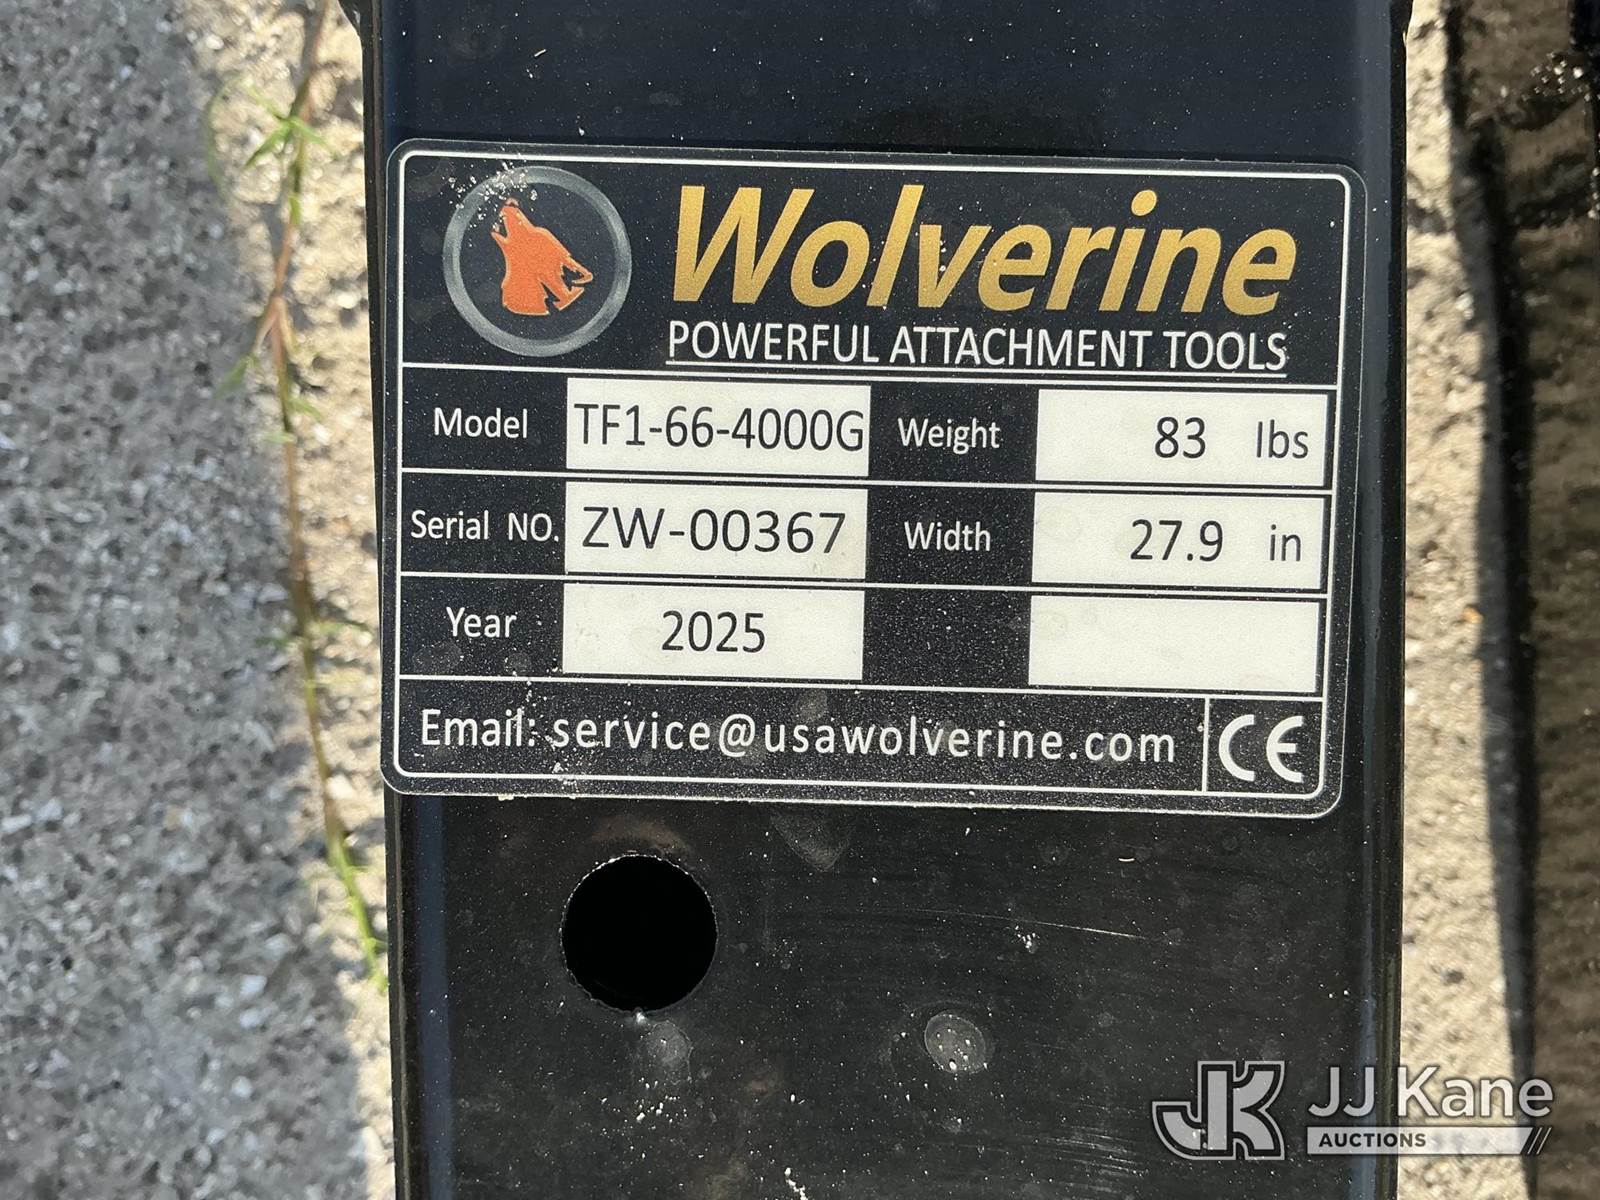 Wolverine
POWERFUL ATTACHMENT TOOLS
Model TF1-66-4000G Weight 83 lbs
Serial NO. ZW-00367 Width 27.9 in
Year 2025
Email: service@usawolverine.com CE
JK JJ Kane
AUCTIONS